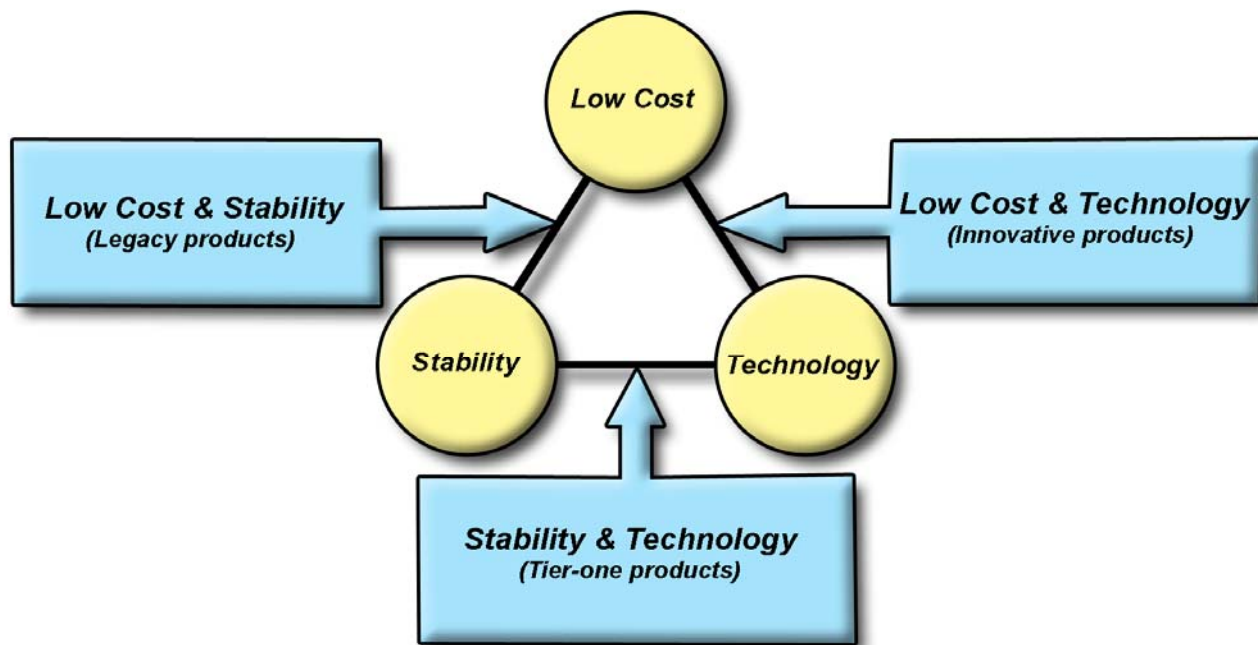 Low Cost
Low Cost & Stability
(Legacy products)
Low Cost & Technology
(Innovative products)
Stability
Technology
Stability & Technology
(Tier-one products)